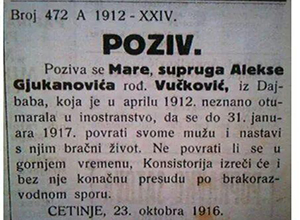 Broj 472 A 1912 - XXIV.
POZIV.
Poziva se Mare, supruga Alekse
Gjukanovića rođ. Vučković, iz Daj-
baba, koja je u aprilu 1912. neznano otu-
marala u inostranstvo, da se do 31. janu-
ara 1917. povrati svome mužu i nastavi
s njim bračni život. Ne povrati li se u
gornjem vremenu, Konsistorija izreći će i
bez nje konačnu presudu po brakoraz-
vodnom sporu.
CETINJE, 23. oktobra 1916.